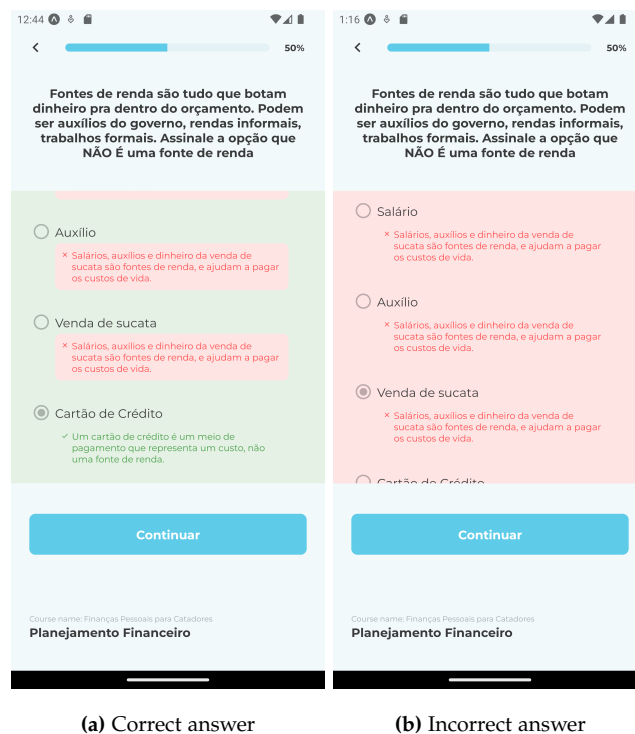 12:44
50%
Fontes de renda são tudo que botam
dinheiro pra dentro do orçamento. Podem
ser auxílios do governo, rendas informais,
trabalhos formais. Assinale a opção que
NÃO É uma fonte de renda
Auxílio
× Salários, auxílios e dinheiro da venda de
sucata são fontes de renda, e ajudam a pagar
os custos de vida.
Venda de sucata
× Salários, auxílios e dinheiro da venda de
sucata são fontes de renda, e ajudam a pagar
os custos de vida.
Cartão de Crédito
✓ Um cartão de crédito é um meio de
pagamento que representa um custo, não
uma fonte de renda.
Continuar
Course name: Finanças Pessoais para Catadores
Planejamento Financeiro
(a) Correct answer
1:16
50%
Fontes de renda são tudo que botam
dinheiro pra dentro do orçamento. Podem
ser auxílios do governo, rendas informais,
trabalhos formais. Assinale a opção que
NÃO É uma fonte de renda
Salário
× Salários, auxílios e dinheiro da venda de
sucata são fontes de renda, e ajudam a pagar
os custos de vida.
Auxílio
× Salários, auxílios e dinheiro da venda de
sucata são fontes de renda, e ajudam a pagar
os custos de vida.
Venda de sucata
× Salários, auxílios e dinheiro da venda de
sucata são fontes de renda, e ajudam a pagar
os custos de vida.
Cartão de Crédito
Continuar
Course name: Finanças Pessoais para Catadores
Planejamento Financeiro
(b) Incorrect answer